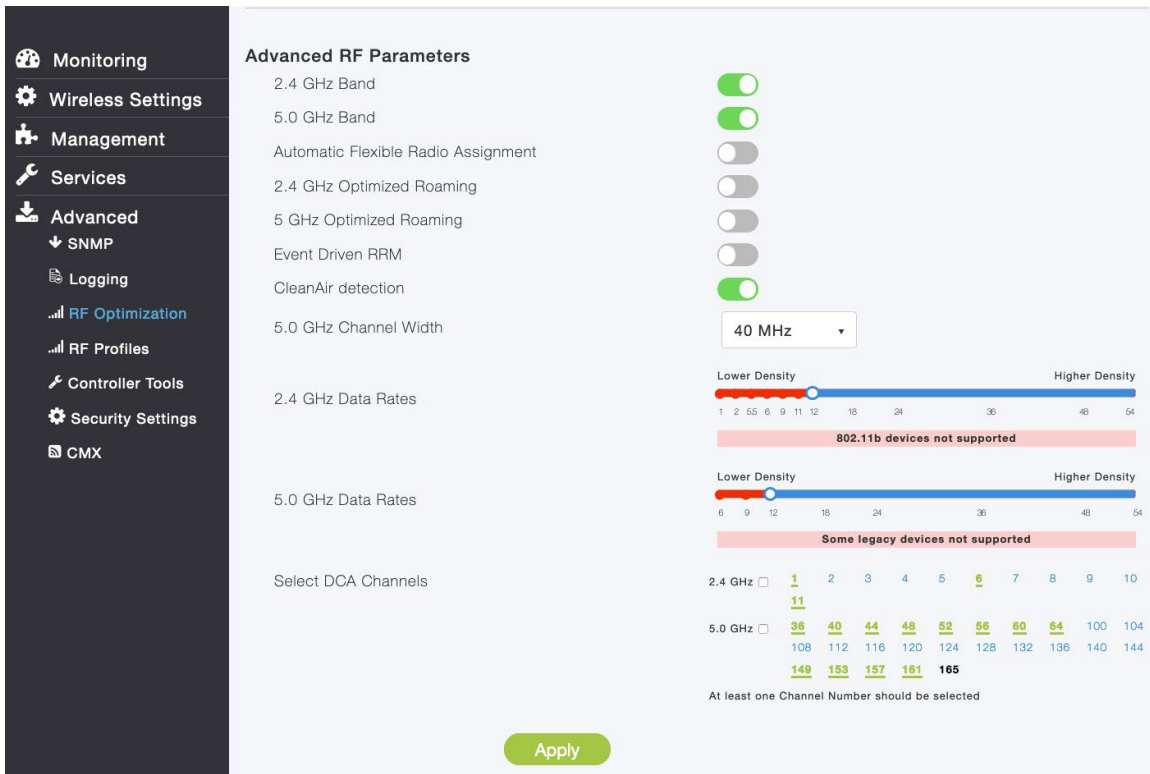 Monitoring
Wireless Settings
Management
Services
Advanced
SNMP
Logging
RF Optimization
RF Profiles
Controller Tools
Security Settings
CMX
Advanced RF Parameters
2.4 GHz Band
5.0 GHz Band
Automatic Flexible Radio Assignment
2.4 GHz Optimized Roaming
5 GHz Optimized Roaming
Event Driven RRM
CleanAir detection
5.0 GHz Channel Width
40 MHz
2.4 GHz Data Rates
Lower Density Higher Density
1 2 5.5 6 9 11 12 18 24 36 48 54
802.11b devices not supported
5.0 GHz Data Rates
Lower Density Higher Density
6 9 12 18 24 36 48 54
Some legacy devices not supported
Select DCA Channels
2.4 GHz 1 2 3 4 5 6 7 8 9 10
11
5.0 GHz 36 40 44 48 52 56 60 64 100 104
108 112 116 120 124 128 132 136 140 144
149 153 157 161 165
At least one Channel Number should be selected
Apply